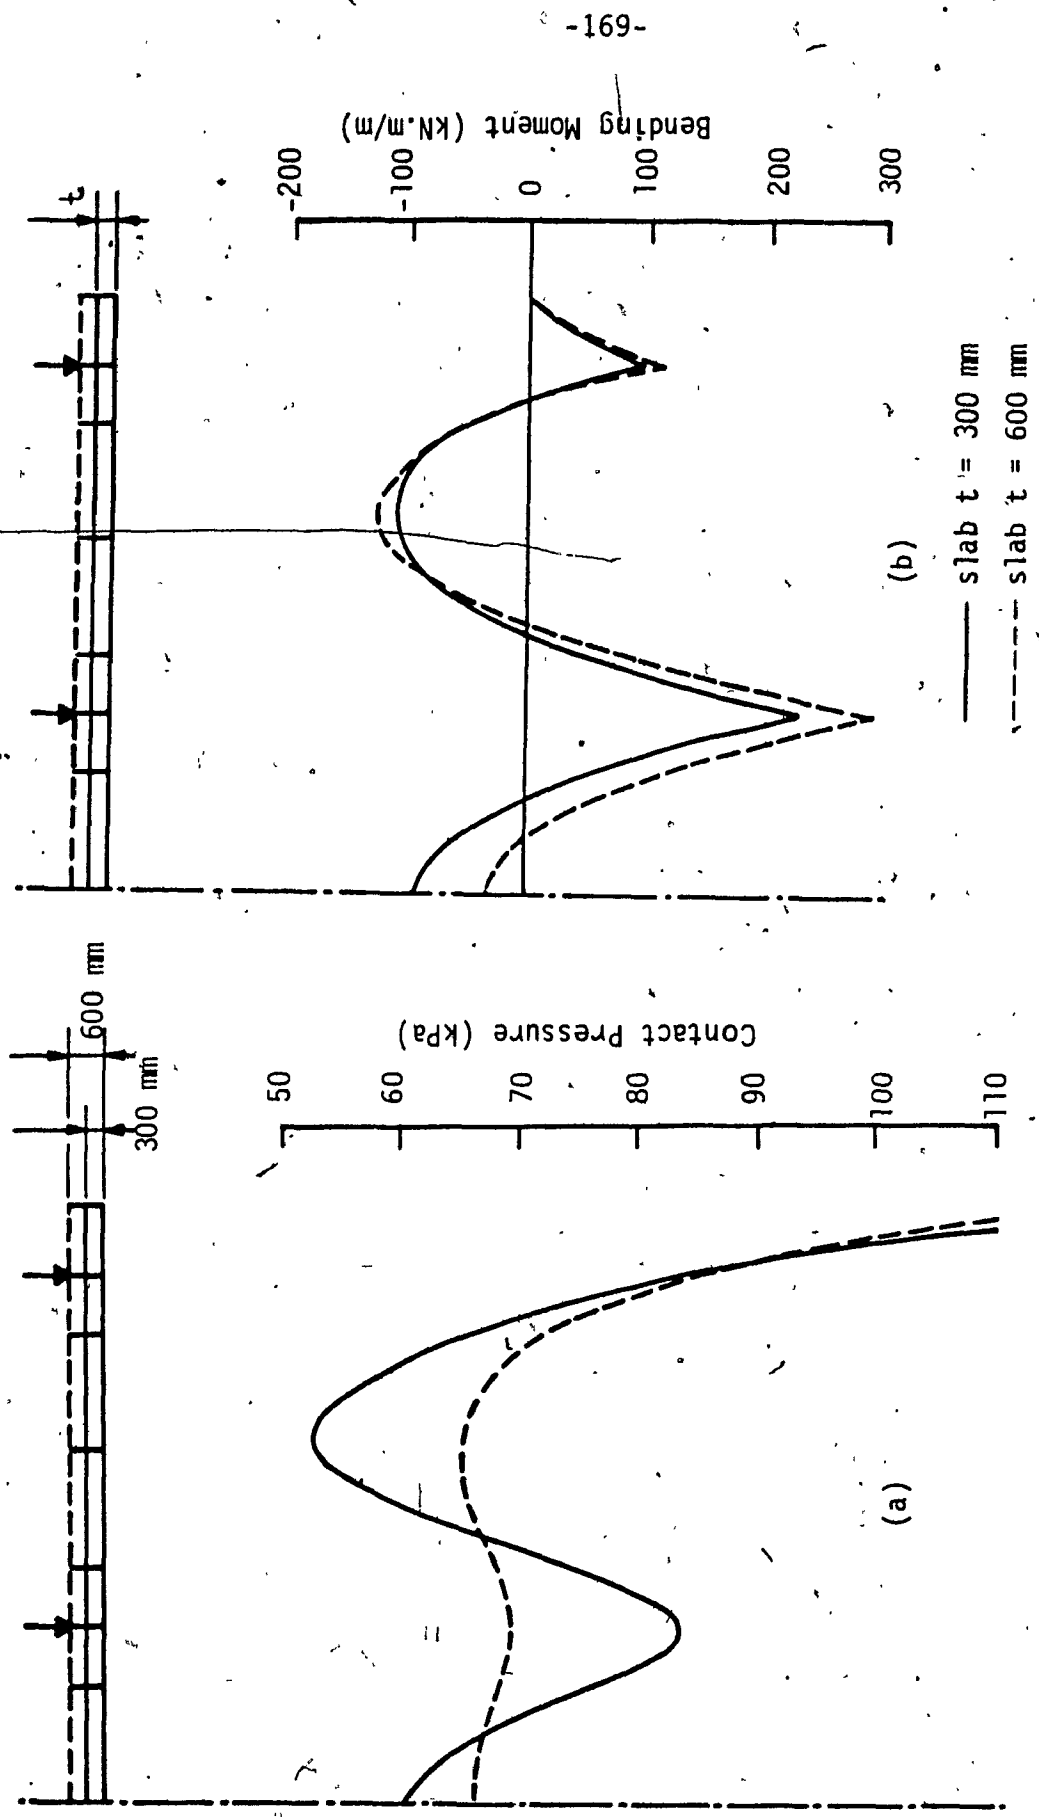 -169-
600 mm
300 mm
50
60
70
80
90
100
110
Contact Pressure (kPa)
(a)
t
-200
-100
0
100
200
300
Bending Moment (kN.m/m)
(b)
slab t = 300 mm
slab t = 600 mm